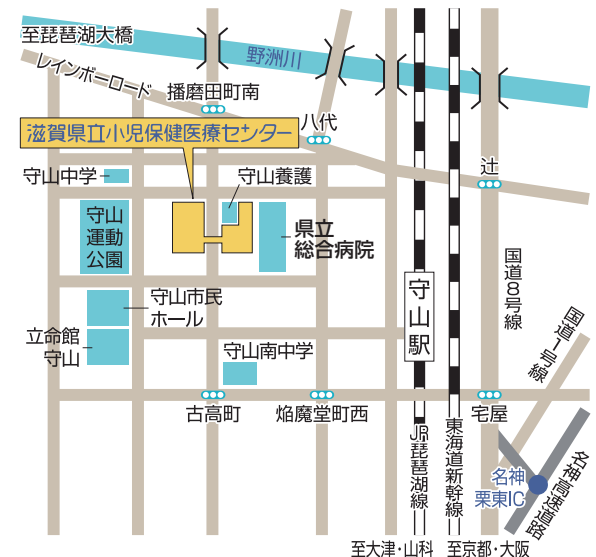 至琵琶湖大橋
野洲川
レインボーロード
播磨田町南
八代
滋賀県立小児保健医療センター
辻
守山中学
守山養護
守山
運動
公園
県立
総合病院
国道8号線
守山駅
守山市民
ホール
国道1号線
立命館
守山
守山南中学
古高町
焔魔堂町西
宅屋
JR琵琶湖線
東海道新幹線
名神
栗東IC
名神高速道路
至大津・山科
至京都・大阪